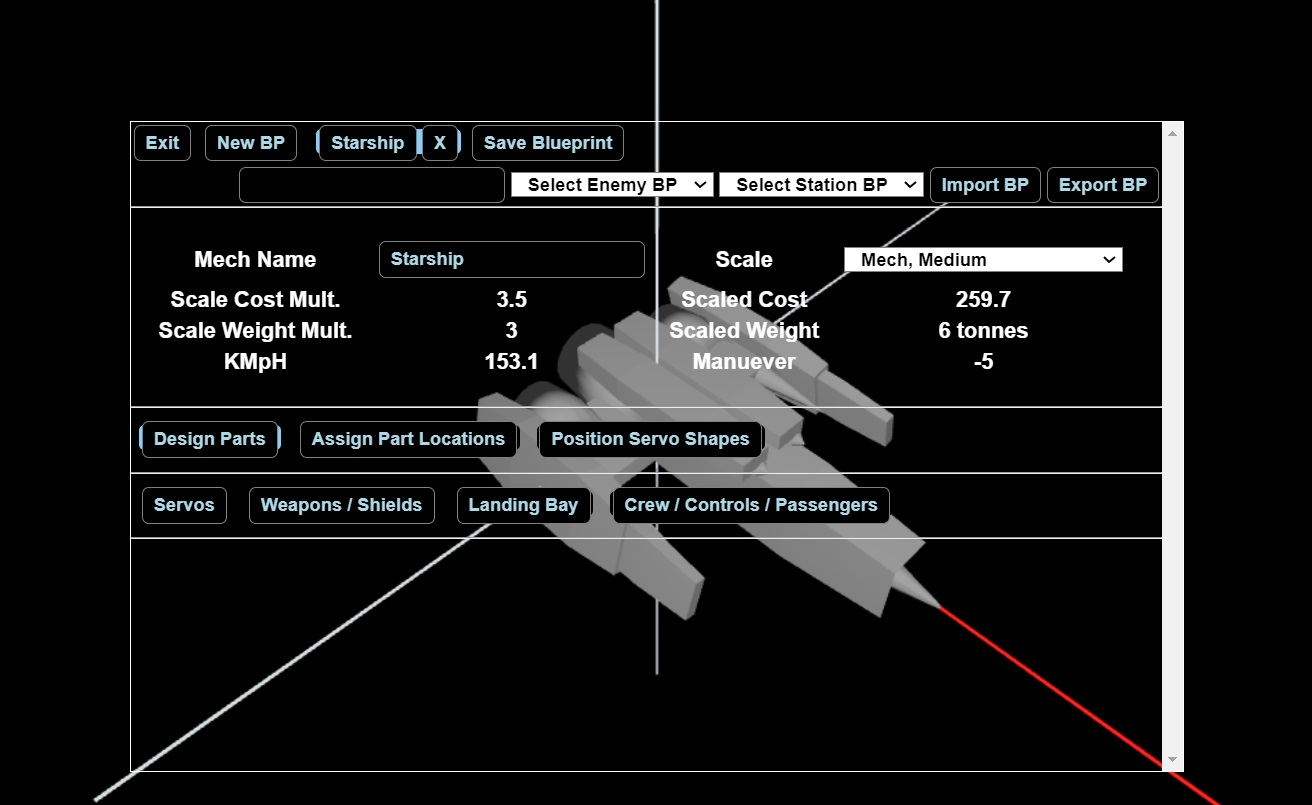 Exit New BP Starship X Save Blueprint
Select Enemy BP Select Station BP Import BP Export BP
Mech Name Starship Scale Mech, Medium
Scale Cost Mult. 3.5 Scaled Cost 259.7
Scale Weight Mult. 3 Scaled Weight 6 tonnes
KMpH 153.1 Manuever -5
Design Parts Assign Part Locations Position Servo Shapes
Servos Weapons / Shields Landing Bay Crew / Controls / Passengers